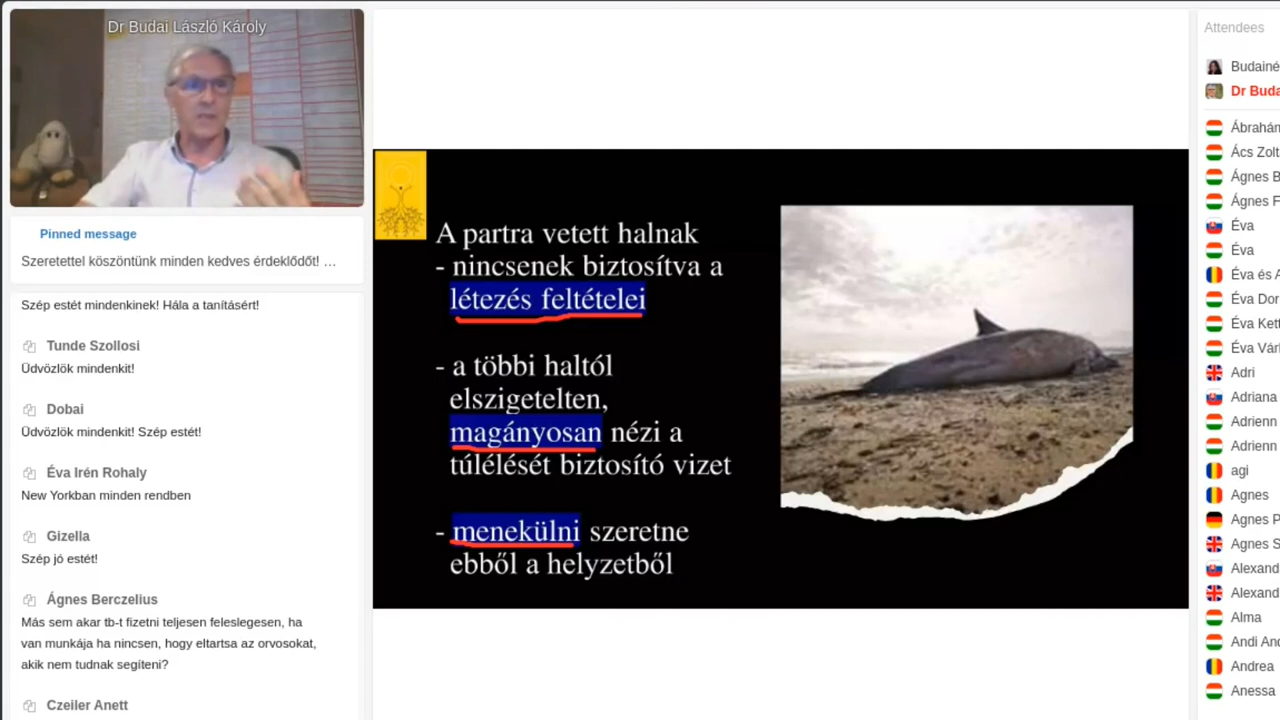 Dr Budai László Károly
Pinned message
Szeretettel köszöntünk minden kedves érdeklődőt! …
Szép estét mindenkinek! Hála a tanításért!
Tunde Szollosi
Üdvözlök mindenkit!
Dobai
Üdvözlök mindenkit! Szép estét!
Éva Irén Rohaly
New Yorkban minden rendben
Gizella
Szép jó estét!
Ágnes Berczelius
Más sem akar tb-t fizetni teljesen feleslegesen, ha
van munkája ha nincsen, hogy eltartsa az orvosokat,
akik nem tudnak segíteni?
Czeiler Anett
A partra vetett halnak
- nincsenek biztosítva a
létezés feltételei
- a többi haltól
elszigetelten,
magányosan nézi a
túlélését biztosító vizet
- menekülni szeretne
ebből a helyzetből
Attendees
Budainé
Dr Buda
Ábrahán
Ács Zolt
Ágnes B
Ágnes F
Éva
Éva
Éva és A
Éva Dor
Éva Kett
Éva Vár
Adri
Adriana
Adrienn
Adrienn
agi
Agnes
Agnes P
Agnes S
Alexand
Alexand
Alma
Andi And
Andrea
Anessa